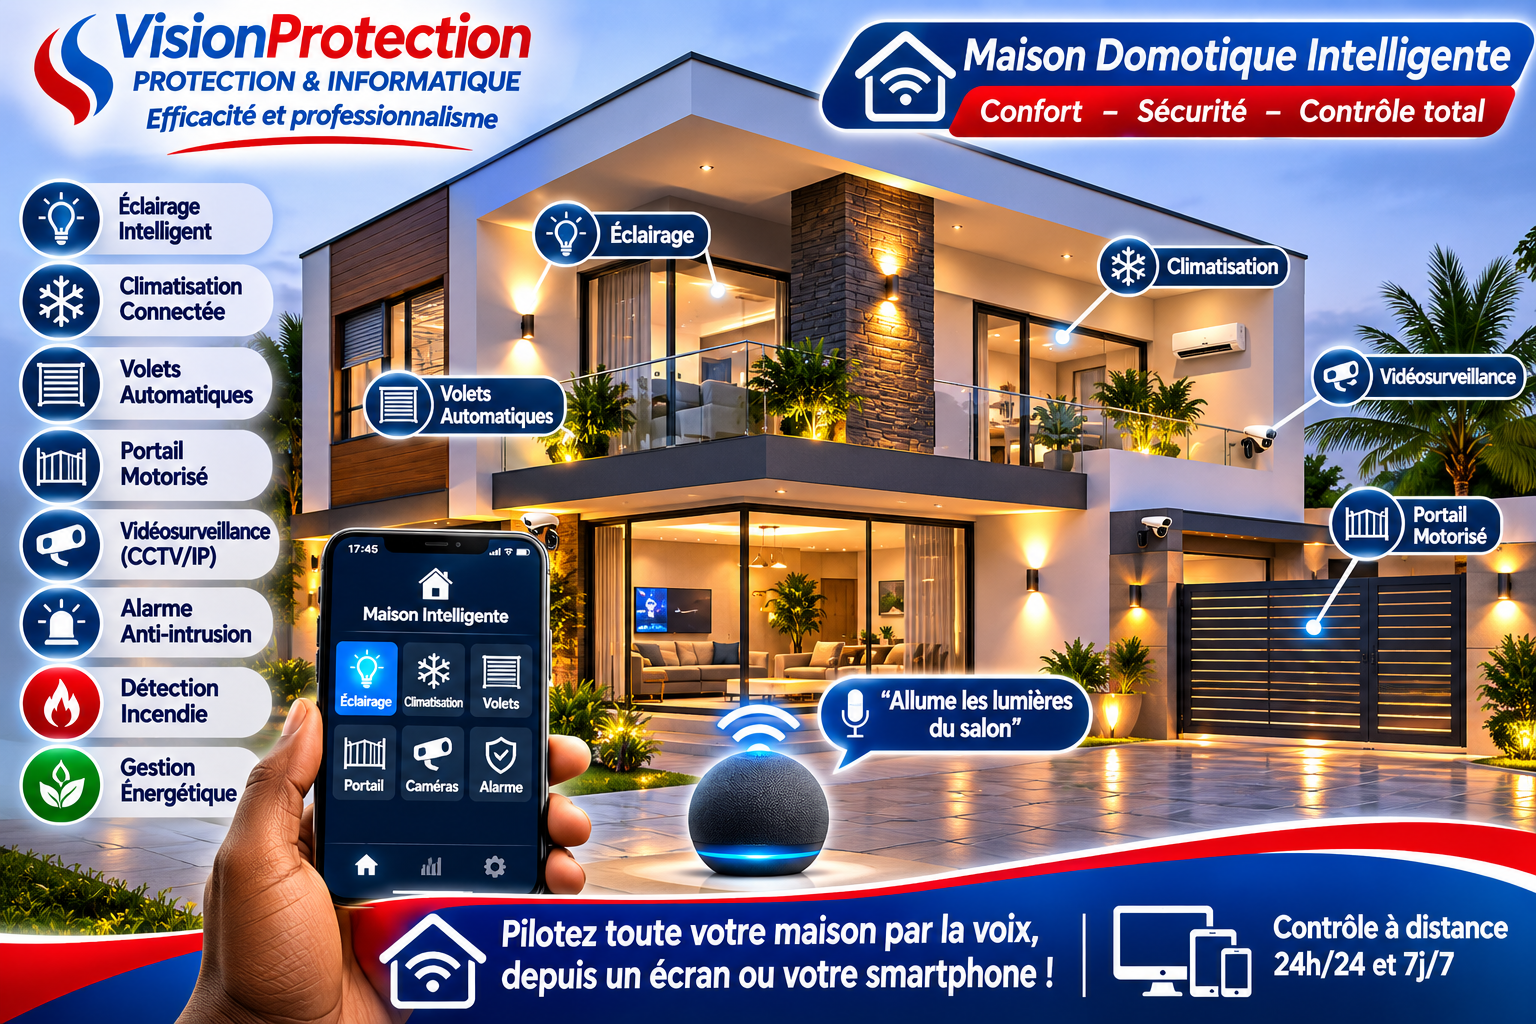 VisionProtection
PROTECTION & INFORMATIQUE
Efficacité et professionnalisme
Maison Domotique Intelligente
Confort – Sécurité – Contrôle total
Éclairage
Intelligent
Climatisation
Connectée
Volets
Automatiques
Portail
Motorisé
Vidéosurveillance
(CCTV/IP)
Alarme
Anti-intrusion
Détection
Incendie
Gestion
Énergétique
Éclairage
Climatisation
Volets
Automatiques
Vidéosurveillance
Portail
Motorisé
17:45
Maison Intelligente
Éclairage
Climatisation
Volets
Portail
Caméras
Alarme
“Allume les lumières
du salon”
Pilotez toute votre maison par la voix,
depuis un écran ou votre smartphone !
Contrôle à distance
24h/24 et 7j/7